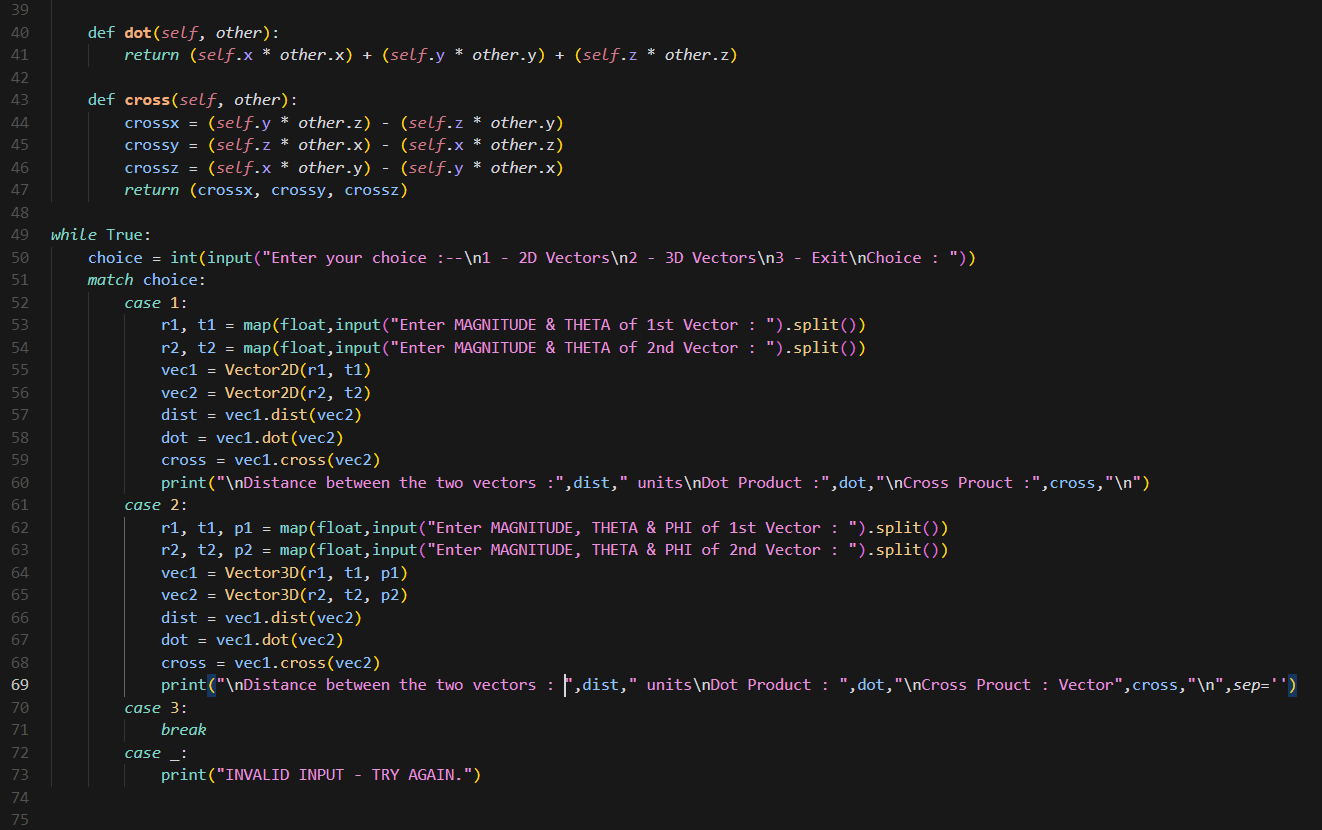 39
40     def dot(self, other):
41         return (self.x * other.x) + (self.y * other.y) + (self.z * other.z)
42
43     def cross(self, other):
44         crossx = (self.y * other.z) - (self.z * other.y)
45         crossy = (self.z * other.x) - (self.x * other.z)
46         crossz = (self.x * other.y) - (self.y * other.x)
47         return (crossx, crossy, crossz)
48
49 while True:
50     choice = int(input("Enter your choice :--\n1 - 2D Vectors\n2 - 3D Vectors\n3 - Exit\nChoice : "))
51     match choice:
52         case 1:
53             r1, t1 = map(float,input("Enter MAGNITUDE & THETA of 1st Vector : ").split())
54             r2, t2 = map(float,input("Enter MAGNITUDE & THETA of 2nd Vector : ").split())
55             vec1 = Vector2D(r1, t1)
56             vec2 = Vector2D(r2, t2)
57             dist = vec1.dist(vec2)
58             dot = vec1.dot(vec2)
59             cross = vec1.cross(vec2)
60             print("\nDistance between the two vectors :",dist," units\nDot Product :",dot,"\nCross Prouct :",cross,"\n")
61         case 2:
62             r1, t1, p1 = map(float,input("Enter MAGNITUDE, THETA & PHI of 1st Vector : ").split())
63             r2, t2, p2 = map(float,input("Enter MAGNITUDE, THETA & PHI of 2nd Vector : ").split())
64             vec1 = Vector3D(r1, t1, p1)
65             vec2 = Vector3D(r2, t2, p2)
66             dist = vec1.dist(vec2)
67             dot = vec1.dot(vec2)
68             cross = vec1.cross(vec2)
69             print("\nDistance between the two vectors : ",dist," units\nDot Product : ",dot,"\nCross Prouct : Vector",cross,"\n",sep='')
70         case 3:
71             break
72         case _:
73             print("INVALID INPUT - TRY AGAIN.")
74
75